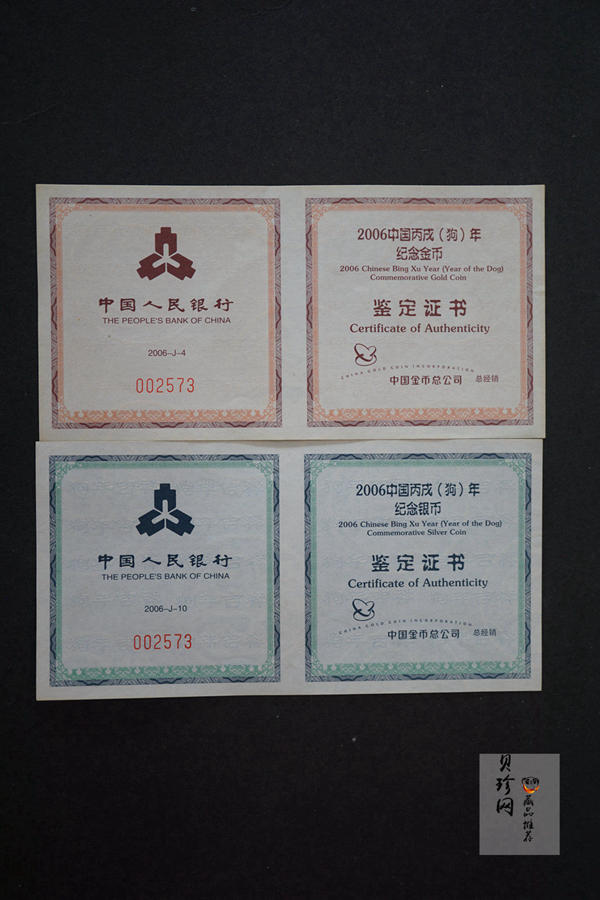 中国人民银行
THE PEOPLE'S BANK OF CHINA
2006-J-4
002573
2006中国丙戌（狗）年
纪念金币
2006 Chinese Bing Xu Year (Year of the Dog)
Commemorative Gold Coin
鉴定证书
Certificate of Authenticity
CHINA GOLD COIN INCORPORATION
中国金币总公司 总经销
中国人民银行
THE PEOPLE'S BANK OF CHINA
2006-J-10
002573
2006中国丙戌（狗）年
纪念银币
2006 Chinese Bing Xu Year (Year of the Dog)
Commemorative Silver Coin
鉴定证书
Certificate of Authenticity
CHINA GOLD COIN INCORPORATION
中国金币总公司 总经销
贝珍网
藏品推荐